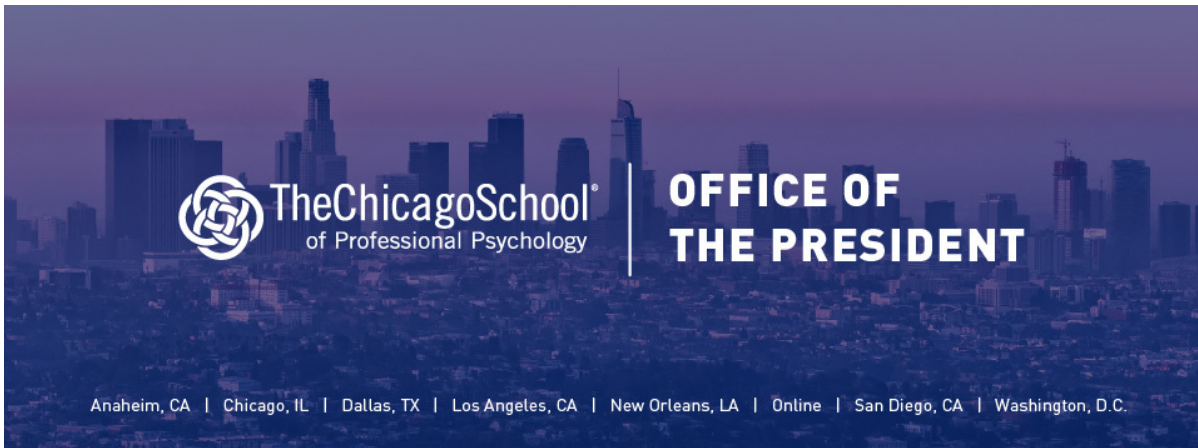 TheChicagoSchool®
of Professional Psychology
OFFICE OF
THE PRESIDENT
Anaheim, CA | Chicago, IL | Dallas, TX | Los Angeles, CA | New Orleans, LA | Online | San Diego, CA | Washington, D.C.